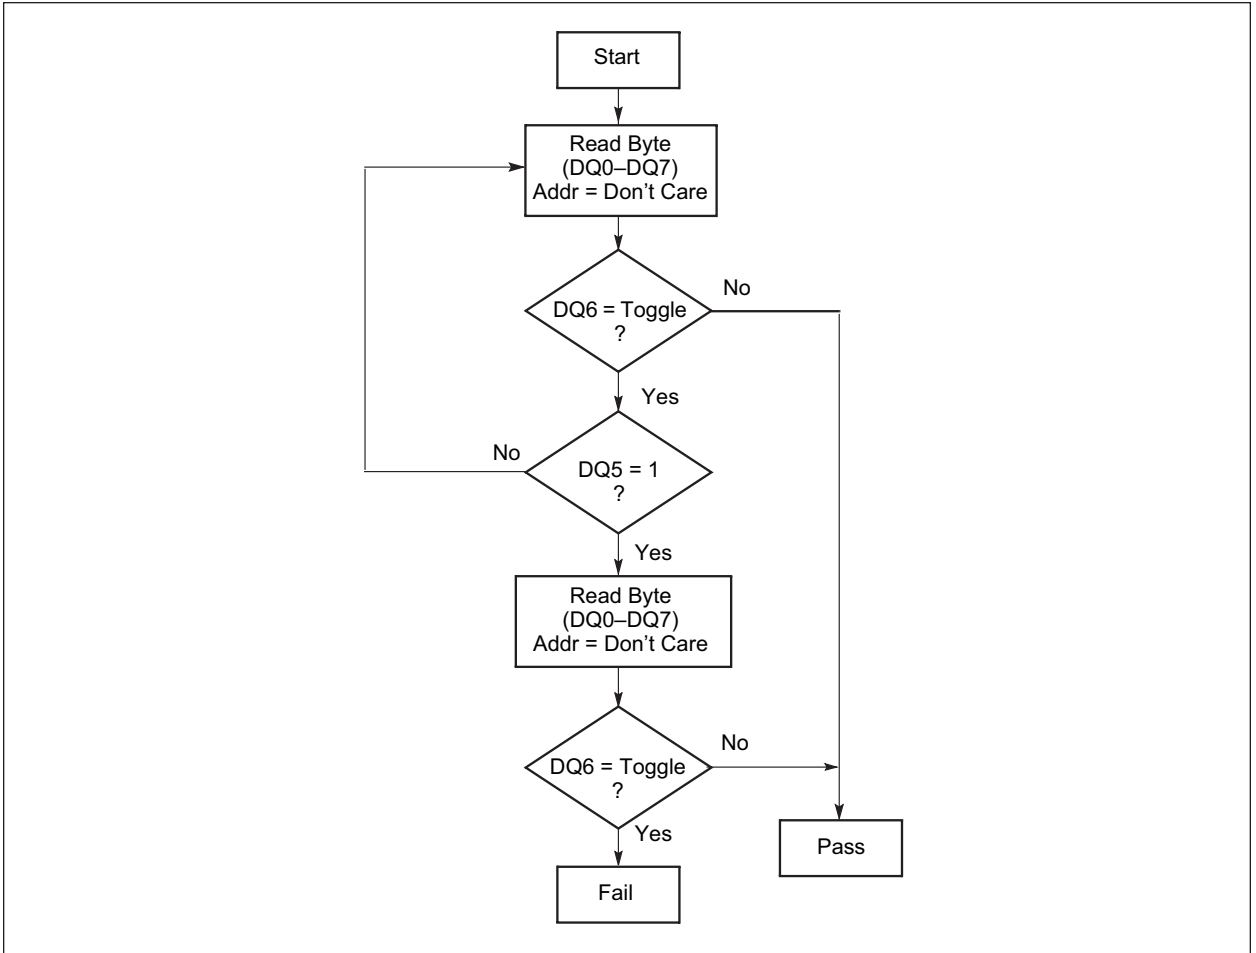 Start
Read Byte
(DQ0–DQ7)
Addr = Don’t Care
No
DQ6 = Toggle
?
Yes
No
DQ5 = 1
?
Yes
Read Byte
(DQ0–DQ7)
Addr = Don’t Care
No
DQ6 = Toggle
?
Yes
Pass
Fail